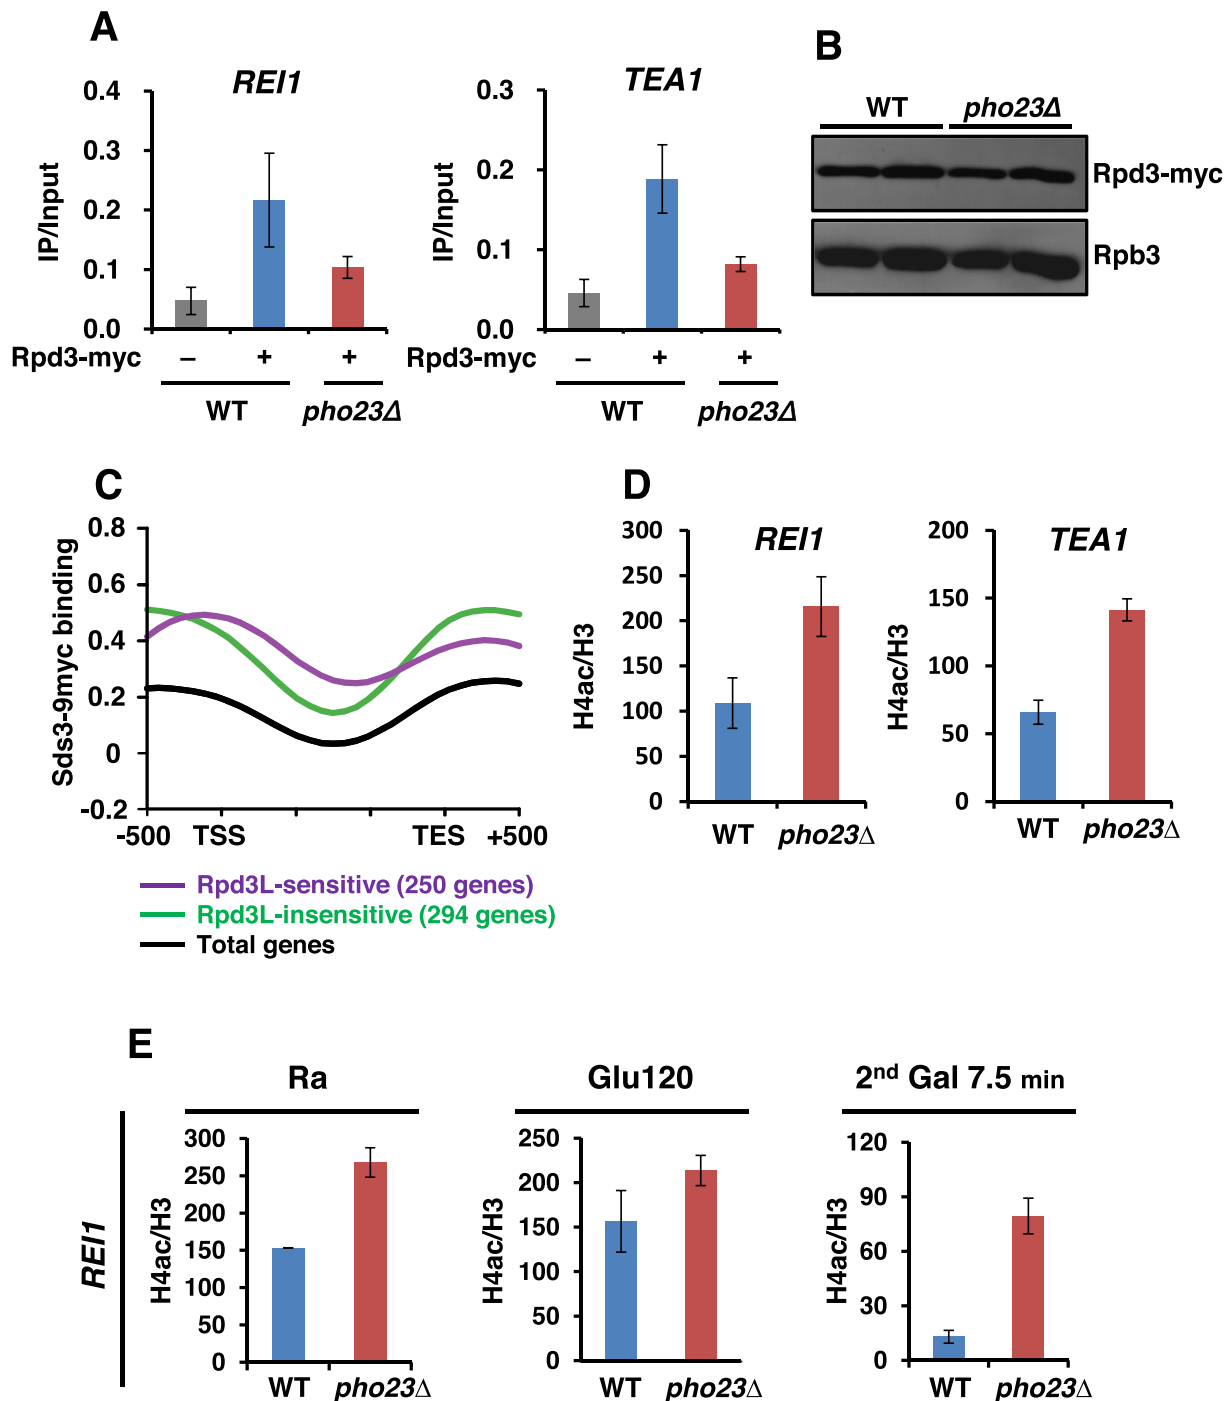 A
REI1
0.4
0.3
0.2
0.1
0.0
IP/Input
Rpd3-myc
–
+
+
WT
pho23Δ
TEA1
0.3
0.2
0.1
0.0
IP/Input
Rpd3-myc
–
+
+
WT
pho23Δ
B
WT
pho23Δ
Rpd3-myc
Rpb3
C
0.8
0.6
0.4
0.2
0
-0.2
Sds3-9myc binding
-500
TSS
TES
+500
Rpd3L-sensitive (250 genes)
Rpd3L-insensitive (294 genes)
Total genes
D
REI1
300
250
200
150
100
50
0
H4ac/H3
WT
pho23Δ
TEA1
200
150
100
50
0
H4ac/H3
WT
pho23Δ
E
REI1
Ra
300
250
200
150
100
50
0
H4ac/H3
WT
pho23Δ
Glu120
250
200
150
100
50
0
H4ac/H3
WT
pho23Δ
2nd Gal 7.5 min
120
90
60
30
0
H4ac/H3
WT
pho23Δ